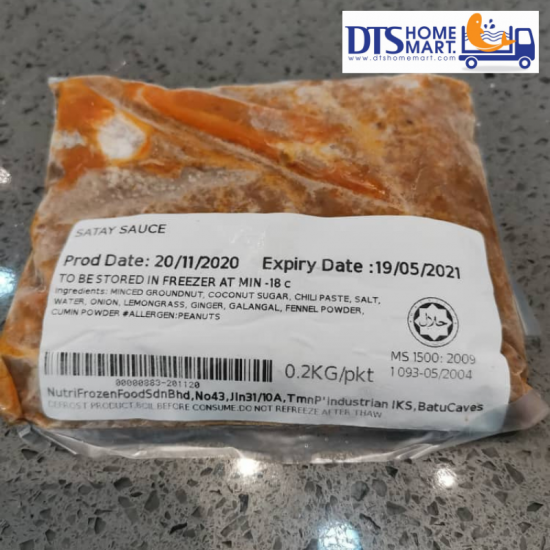 DTS HOME MART.
www.dtshomemart.com
SATAY SAUCE
Prod Date: 20/11/2020 Expiry Date :19/05/2021
TO BE STORED IN FREEZER AT MIN -18 c
Ingredients: MINCED GROUNDNUT, COCONUT SUGAR, CHILI PASTE, SALT,
WATER, ONION, LEMONGRASS, GINGER, GALANGAL, FENNEL POWDER,
CUMIN POWDER #ALLERGEN:PEANUTS
حلال
MS 1500: 2009
1 093-05/2004
0.2KG/pkt
00000883-201120
NutriFrozenFoodSdnBhd,No43,Jln31/10A,TmnP'industrian IKS,BatuCaves
DEFROST PRODUCT,BOIL BEFORE CONSUME.DO NOT REFREEZE AFTER THAW